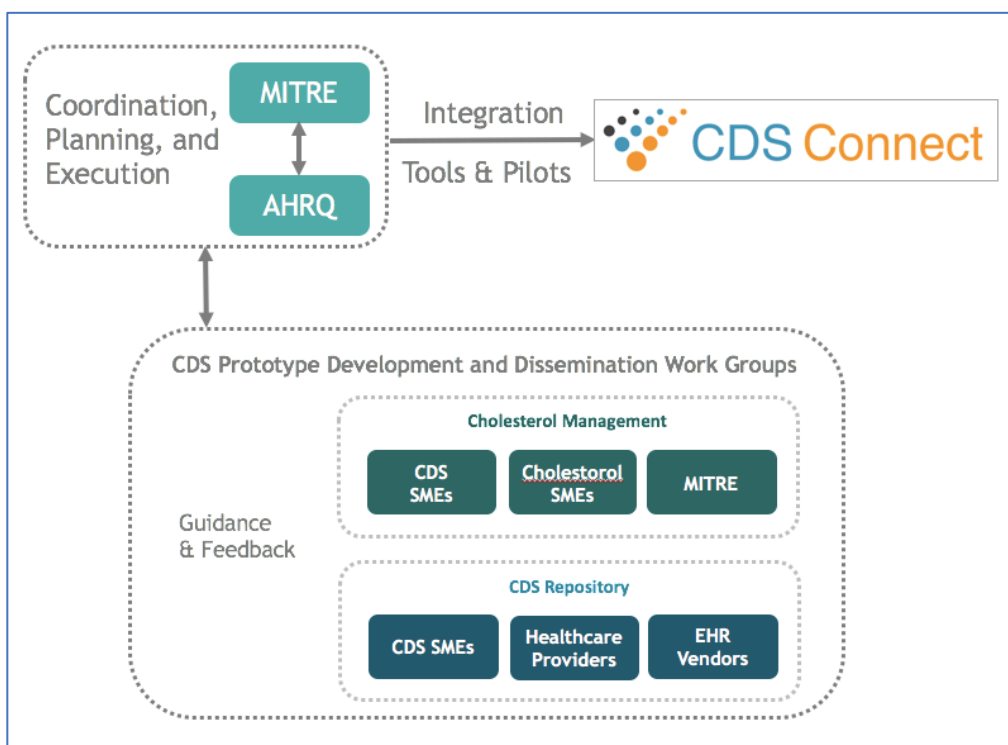 Coordination,
Planning, and
Execution
MITRE
AHRQ
Integration
Tools & Pilots
CDS Connect
CDS Prototype Development and Dissemination Work Groups
Guidance
& Feedback
Cholesterol Management
CDS
SMEs
Cholestorol
SMEs
MITRE
CDS Repository
CDS SMEs
Healthcare
Providers
EHR
Vendors